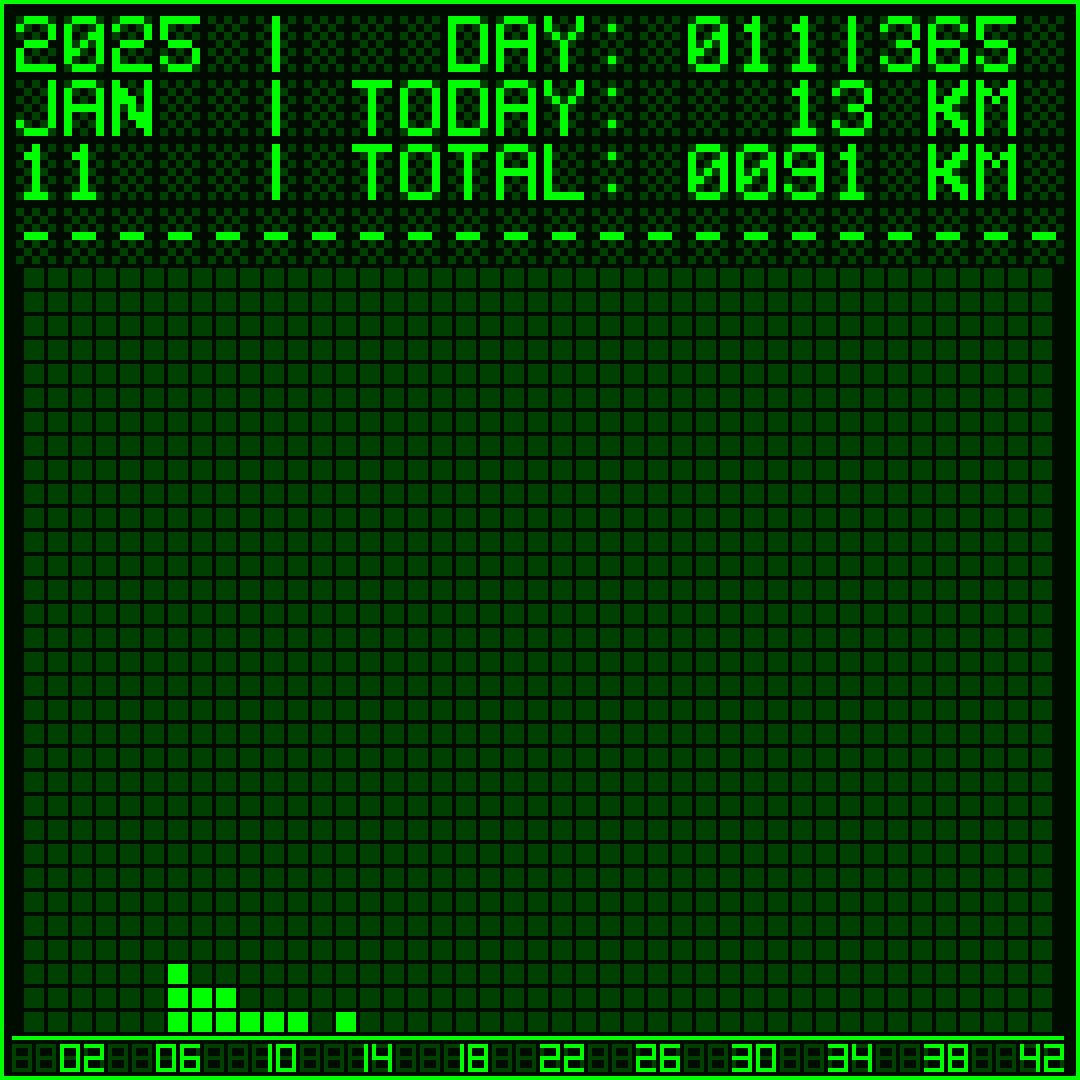 2025 | DAY: 011|365
JAN | TODAY: 13 KM
11 | TOTAL: 0091 KM
----------------------
02 06 10 14 18 22 26 30 34 38 42